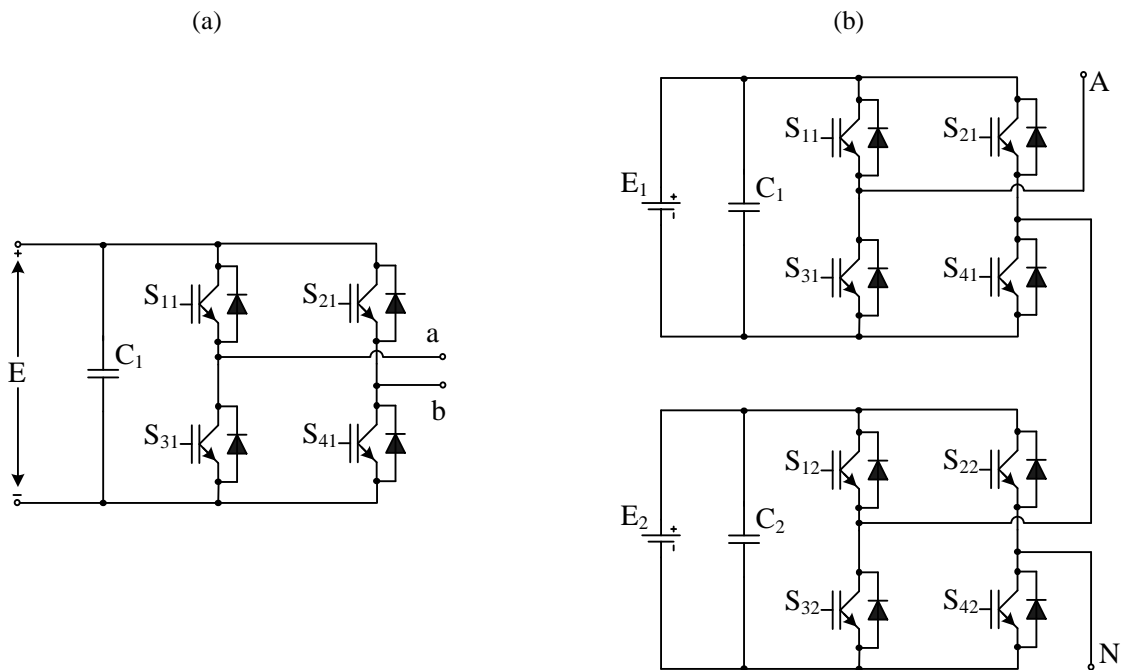 (a)
(b)
+
E
−
C1
S11
S21
S31
S41
a
b
E1
+
C1
S11
S21
S31
S41
A
E2
+
C2
S12
S22
S32
S42
N